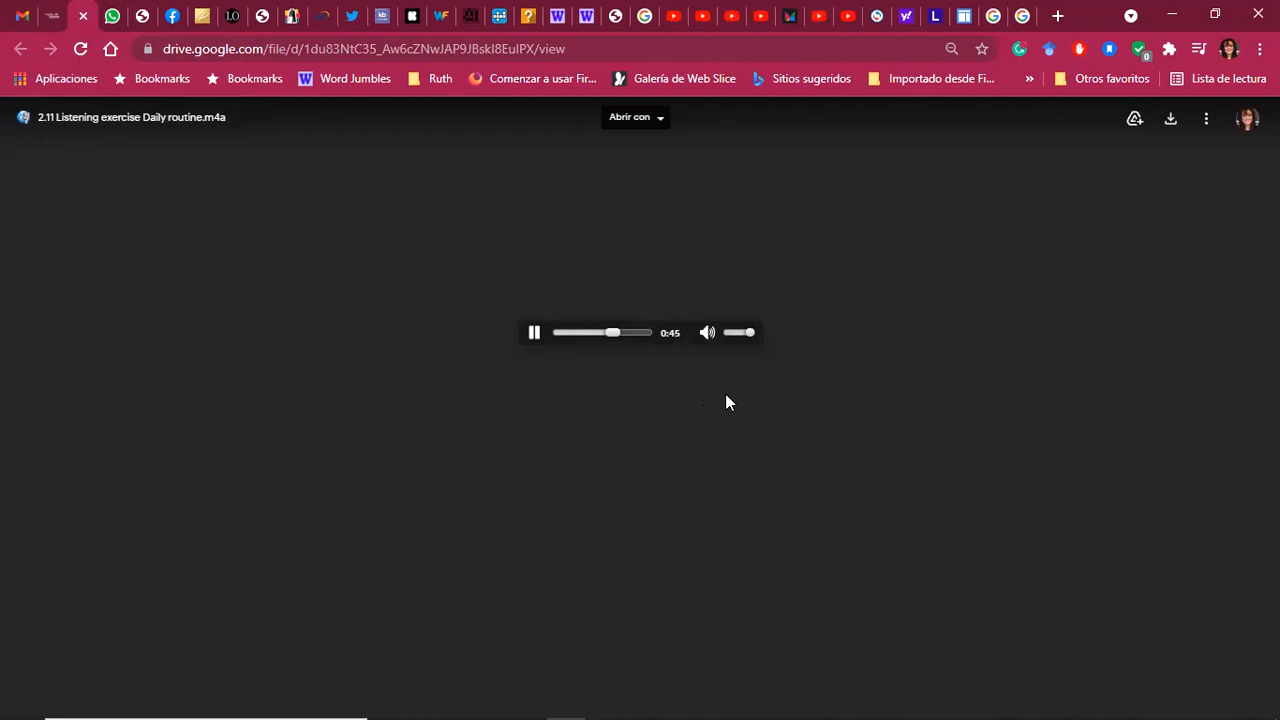 drive.google.com/file/d/1du83NtC35_Aw6cZNwJAP9JBskI8EuIPX/view
Aplicaciones Bookmarks Bookmarks Word Jumbles Ruth Comenzar a usar Fir... Galería de Web Slice Sitios sugeridos Importado desde Fi... » Otros favoritos Lista de lectura
2.11 Listening exercise Daily routine.m4a Abrir con
0:45